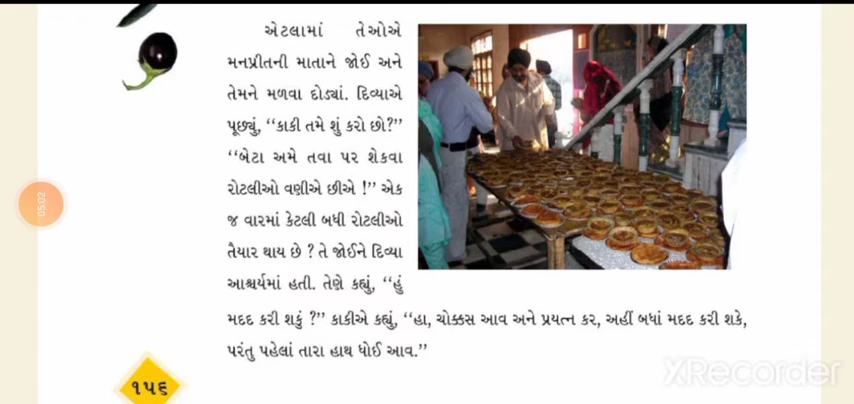 એટલામાં તેઓએ
મનપ્રીતની માતાને જોઈ અને
તેમને મળવા દોડ્યાં. દિવ્યાએ
પૂછ્યું, ‘‘કાકી તમે શું કરો છો?’’
‘‘બેટા અમે તવા પર શેકવા
રોટલીઓ વણીએ છીએ !’’ એક
જ વારમાં કેટલી બધી રોટલીઓ
તૈયાર થાય છે ? તે જોઈને દિવ્યા
આશ્ચર્યમાં હતી. તેણે કહ્યું, ‘‘હું
મદદ કરી શકું ?’’ કાકીએ કહ્યું, ‘‘હા, ચોક્કસ આવ અને પ્રયત્ન કર, અહીં બધાં મદદ કરી શકે,
પરંતુ પહેલાં તારા હાથ ધોઈ આવ.’’
૧૫૬
05:02
XRecorder